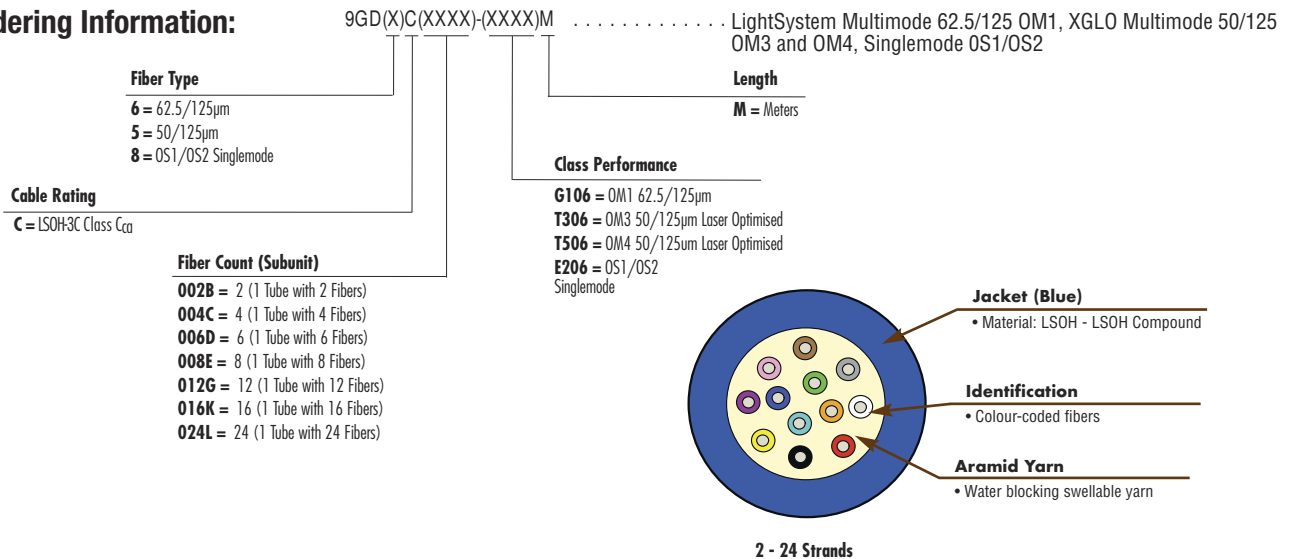 dering Information:
9GD(X)C(XXXX)-(XXXX)M . . . . . . . . . . . . . LightSystem Multimode 62.5/125 OM1, XGLO Multimode 50/125
OM3 and OM4, Singlemode 0S1/OS2
Fiber Type
6 = 62.5/125µm
5 = 50/125µm
8 = OS1/OS2 Singlemode
Length
M = Meters
Cable Rating
C = LSOH-3C Class Cca
Class Performance
G106 = OM1 62.5/125µm
T306 = OM3 50/125µm Laser Optimised
T506 = OM4 50/125um Laser Optimised
E206 = OS1/OS2
Singlemode
Fiber Count (Subunit)
002B = 2 (1 Tube with 2 Fibers)
004C = 4 (1 Tube with 4 Fibers)
006D = 6 (1 Tube with 6 Fibers)
008E = 8 (1 Tube with 8 Fibers)
012G = 12 (1 Tube with 12 Fibers)
016K = 16 (1 Tube with 16 Fibers)
024L = 24 (1 Tube with 24 Fibers)
Jacket (Blue)
• Material: LSOH - LSOH Compound
Identification
• Colour-coded fibers
Aramid Yarn
• Water blocking swellable yarn
2 - 24 Strands